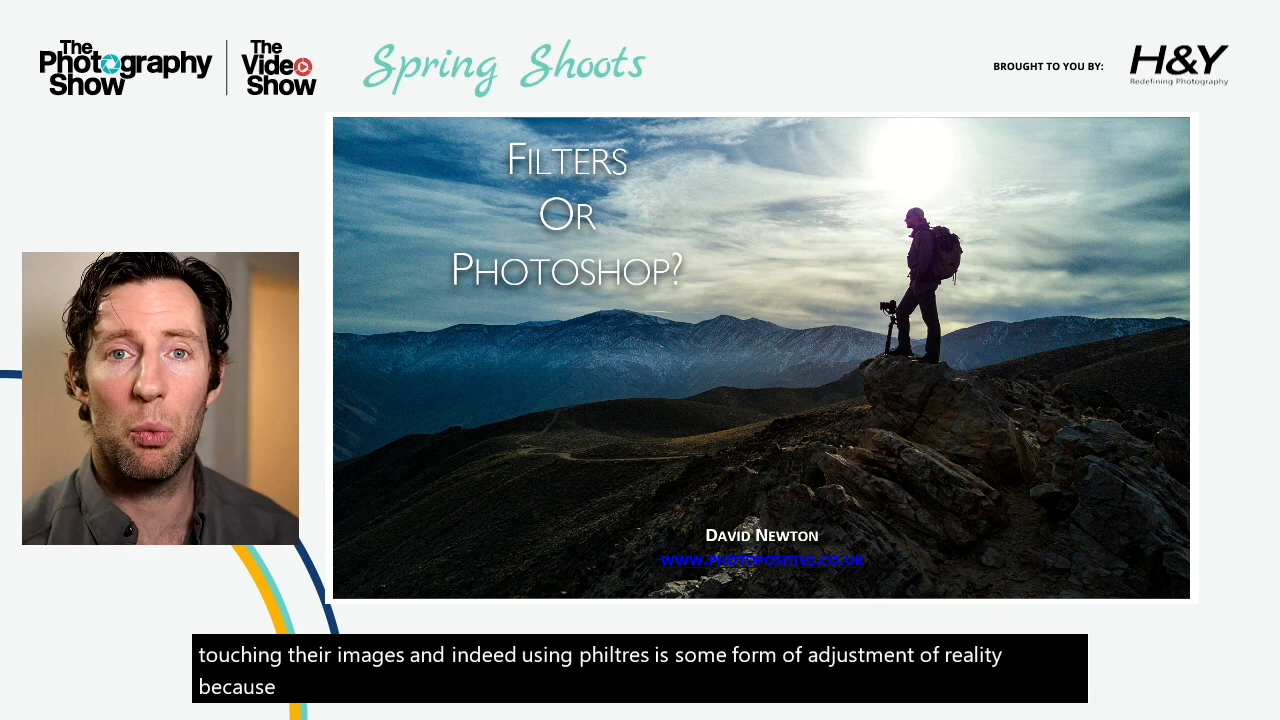 The
Photography
Show
The
Video
Show
Spring Shoots
BROUGHT TO YOU BY:
H&Y
Redefining Photography
FILTERS
OR
PHOTOSHOP?
DAVID NEWTON
WWW.PHOTOPOSITIVE.CO.UK
touching their images and indeed using philtres is some form of adjustment of reality
because